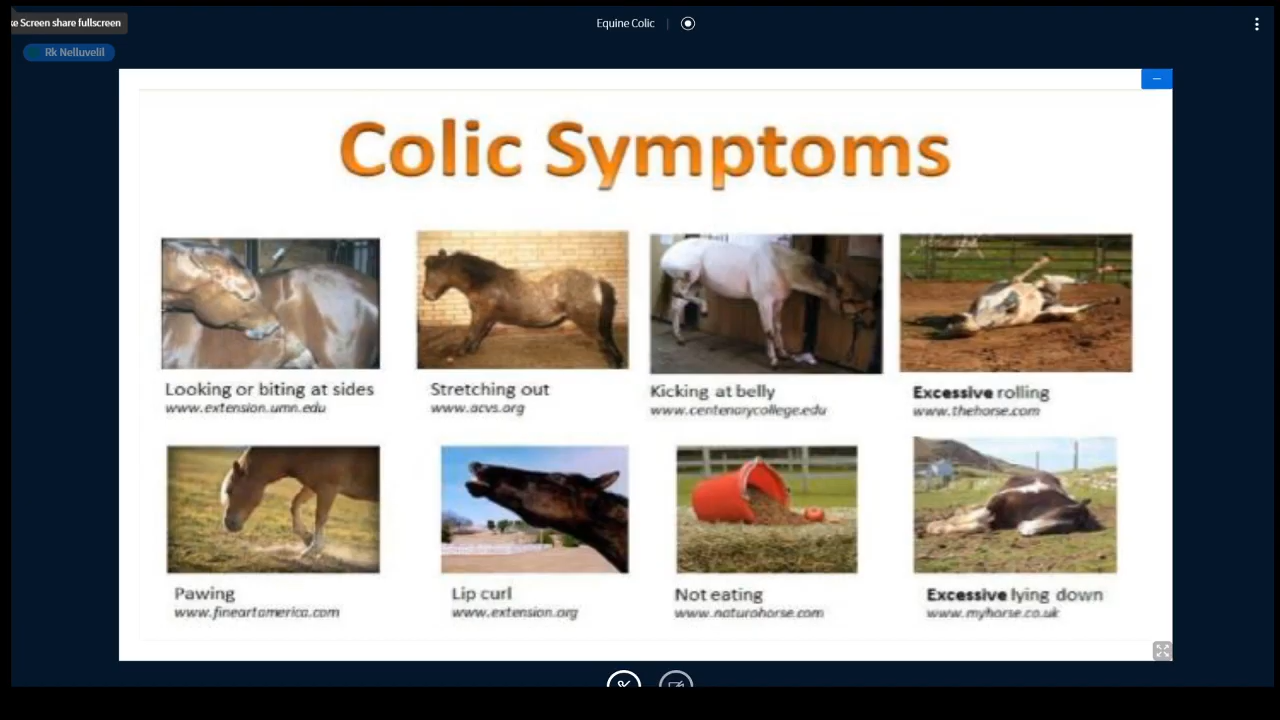 e Screen share fullscreen
Equine Colic
Rk Nelluvelil
Colic Symptoms
Looking or biting at sides
www.extension.umn.edu
Stretching out
www.acvs.org
Kicking at belly
www.centenarycollege.edu
Excessive rolling
www.thehorse.com
Pawing
www.fineartamerica.com
Lip curl
www.extension.org
Not eating
www.naturohorse.com
Excessive lying down
www.myhorse.co.uk